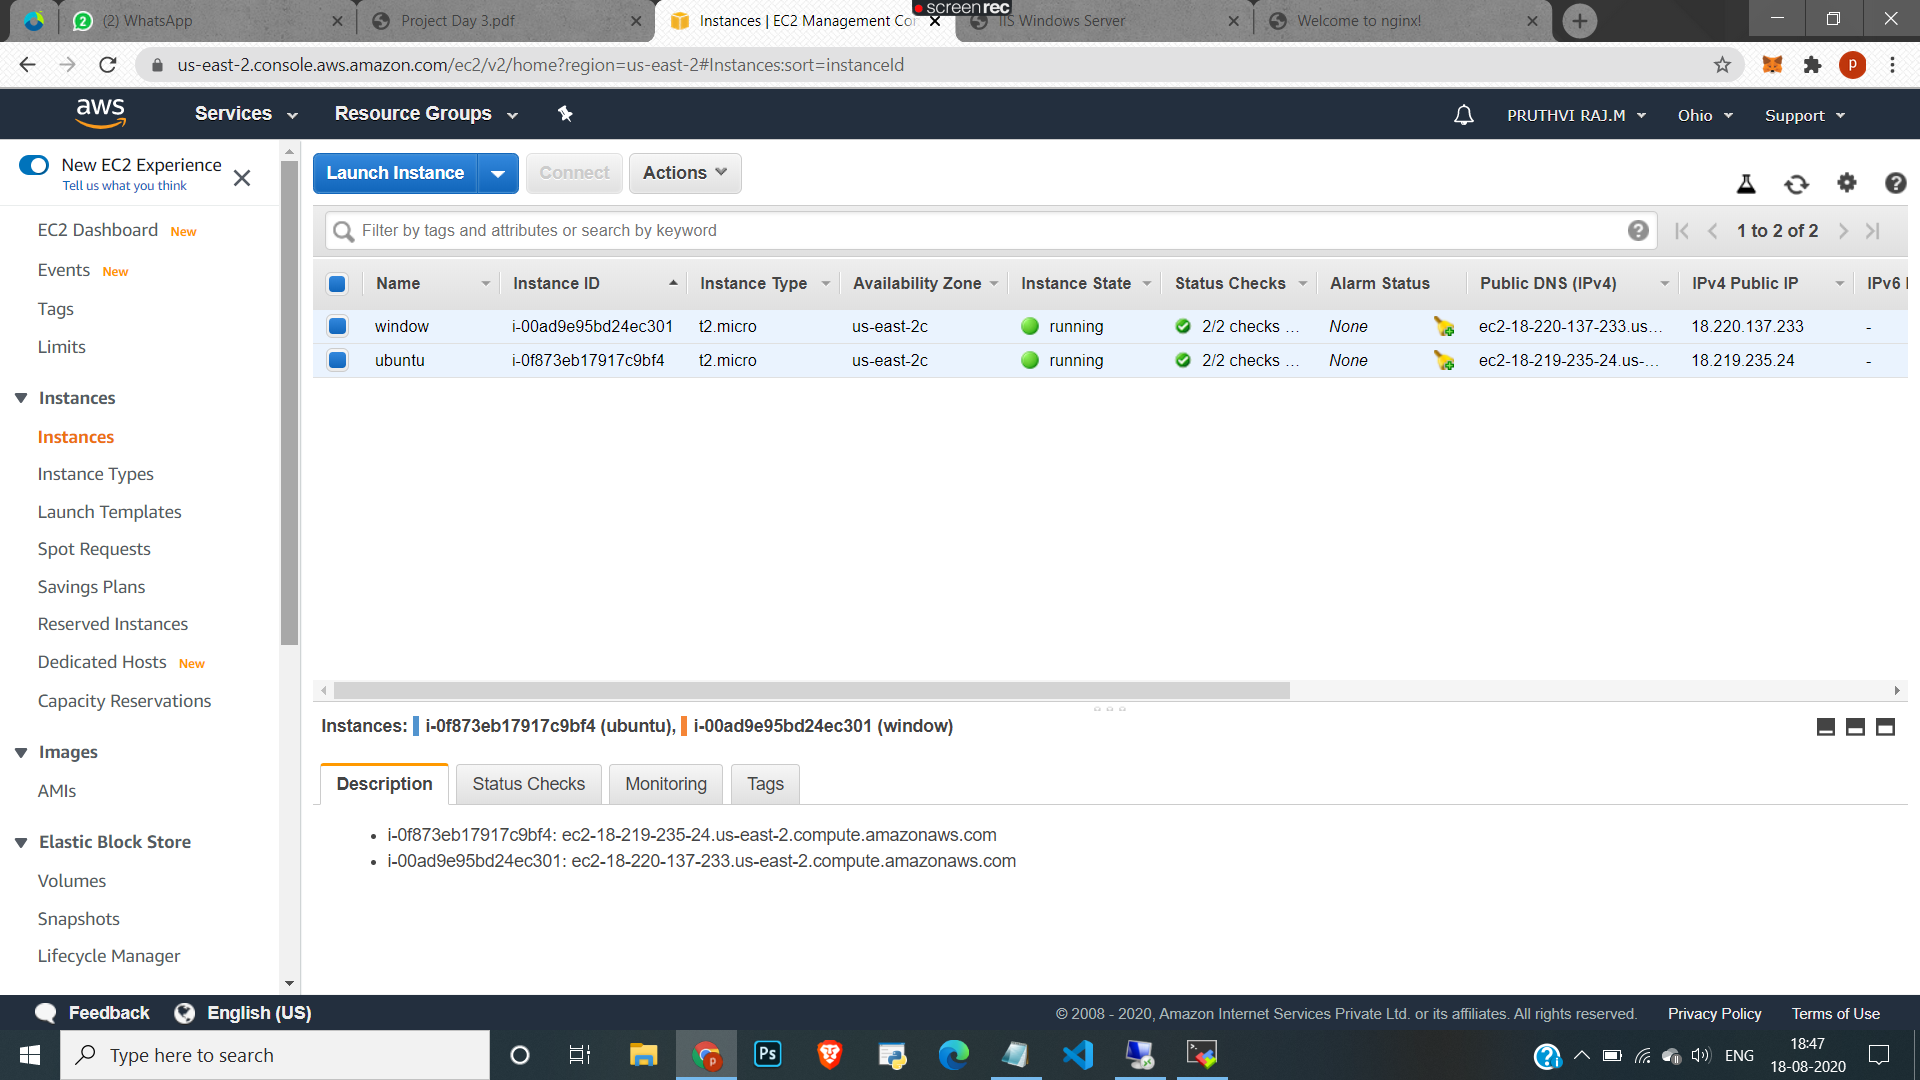 (2) WhatsApp
Project Day 3.pdf
Instances | EC2 Management Co
screenrec
IIS Windows Server
Welcome to nginx!
us-east-2.console.aws.amazon.com/ec2/v2/home?region=us-east-2#Instances:sort=instanceId
p
aws
Services
Resource Groups
PRUTHVI RAJ.M
Ohio
Support
New EC2 Experience
Tell us what you think
EC2 Dashboard New
Events New
Tags
Limits
Instances
Instances
Instance Types
Launch Templates
Spot Requests
Savings Plans
Reserved Instances
Dedicated Hosts New
Capacity Reservations
Images
AMIs
Elastic Block Store
Volumes
Snapshots
Lifecycle Manager
Launch Instance
Connect
Actions
Filter by tags and attributes or search by keyword
1 to 2 of 2
Name Instance ID Instance Type Availability Zone Instance State Status Checks Alarm Status Public DNS (IPv4) IPv4 Public IP IPv6
window i-00ad9e95bd24ec301 t2.micro us-east-2c running 2/2 checks ... None ec2-18-220-137-233.us... 18.220.137.233 -
ubuntu i-0f873eb17917c9bf4 t2.micro us-east-2c running 2/2 checks ... None ec2-18-219-235-24.us-... 18.219.235.24 -
Instances: i-0f873eb17917c9bf4 (ubuntu), i-00ad9e95bd24ec301 (window)
Description
Status Checks
Monitoring
Tags
• i-0f873eb17917c9bf4: ec2-18-219-235-24.us-east-2.compute.amazonaws.com
• i-00ad9e95bd24ec301: ec2-18-220-137-233.us-east-2.compute.amazonaws.com
Feedback
English (US)
© 2008 - 2020, Amazon Internet Services Private Ltd. or its affiliates. All rights reserved.
Privacy Policy
Terms of Use
Type here to search
p
Ps
ENG
18:47
18-08-2020